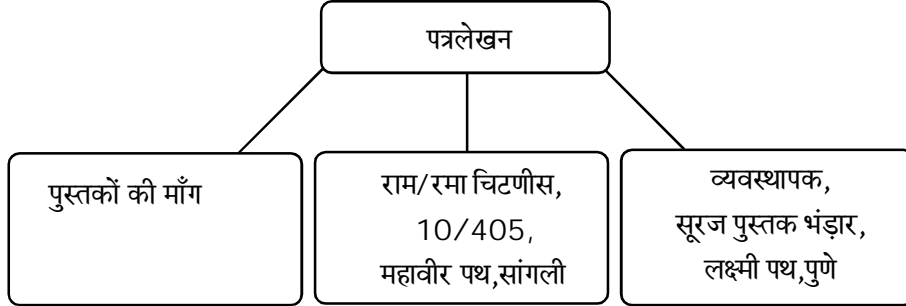 पत्रलेखन
पुस्तकों की माँग
राम/रमा चिटणीस,
10/405,
महावीर पथ,सांगली
व्यवस्थापक,
सूरज पुस्तक भंड़ार,
लक्ष्मी पथ,पुणे